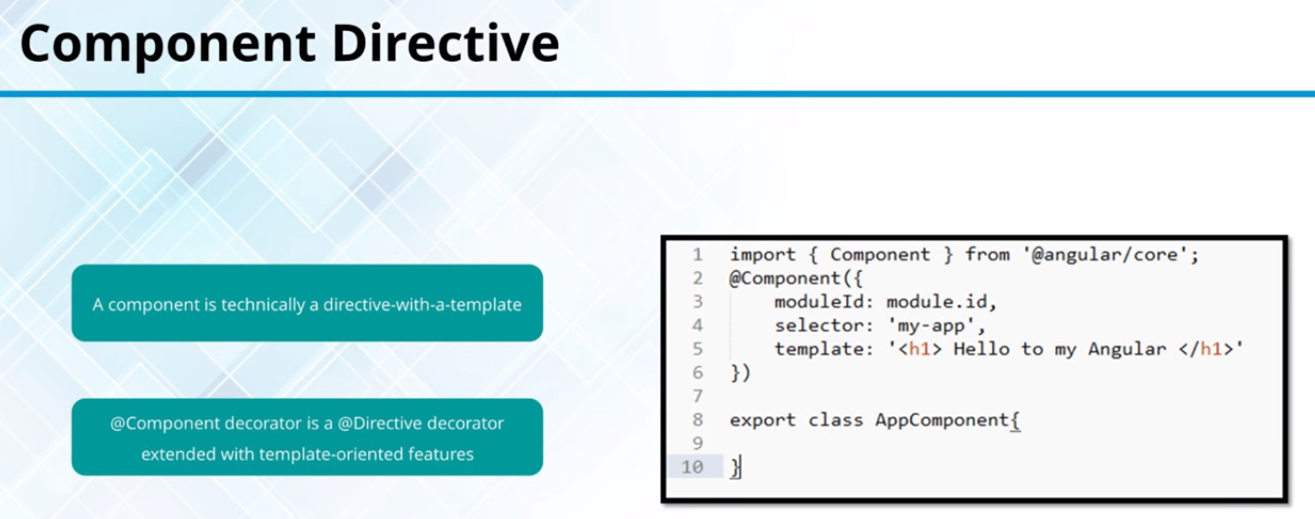 Component Directive
A component is technically a directive-with-a-template
@Component decorator is a @Directive decorator
extended with template-oriented features
1 import { Component } from '@angular/core';
2 @Component({
3     moduleId: module.id,
4     selector: 'my-app',
5     template: '<h1> Hello to my Angular </h1>'
6 })
7
8 export class AppComponent{
9
10 }